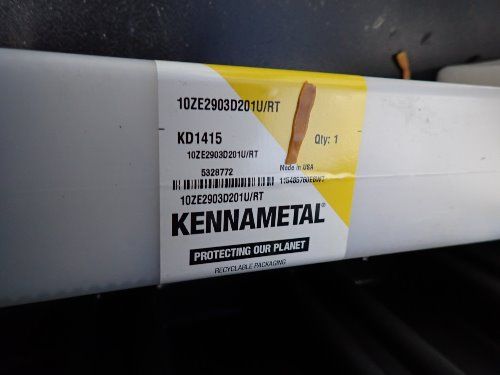 10ZE2903D201U/RT
KD1415
Qty: 1
10ZE2903D201U/RT
Made in USA
5328772
10ZE2903D201U/RT
KENNAMETAL®
PROTECTING OUR PLANET
RECYCLABLE PACKAGING